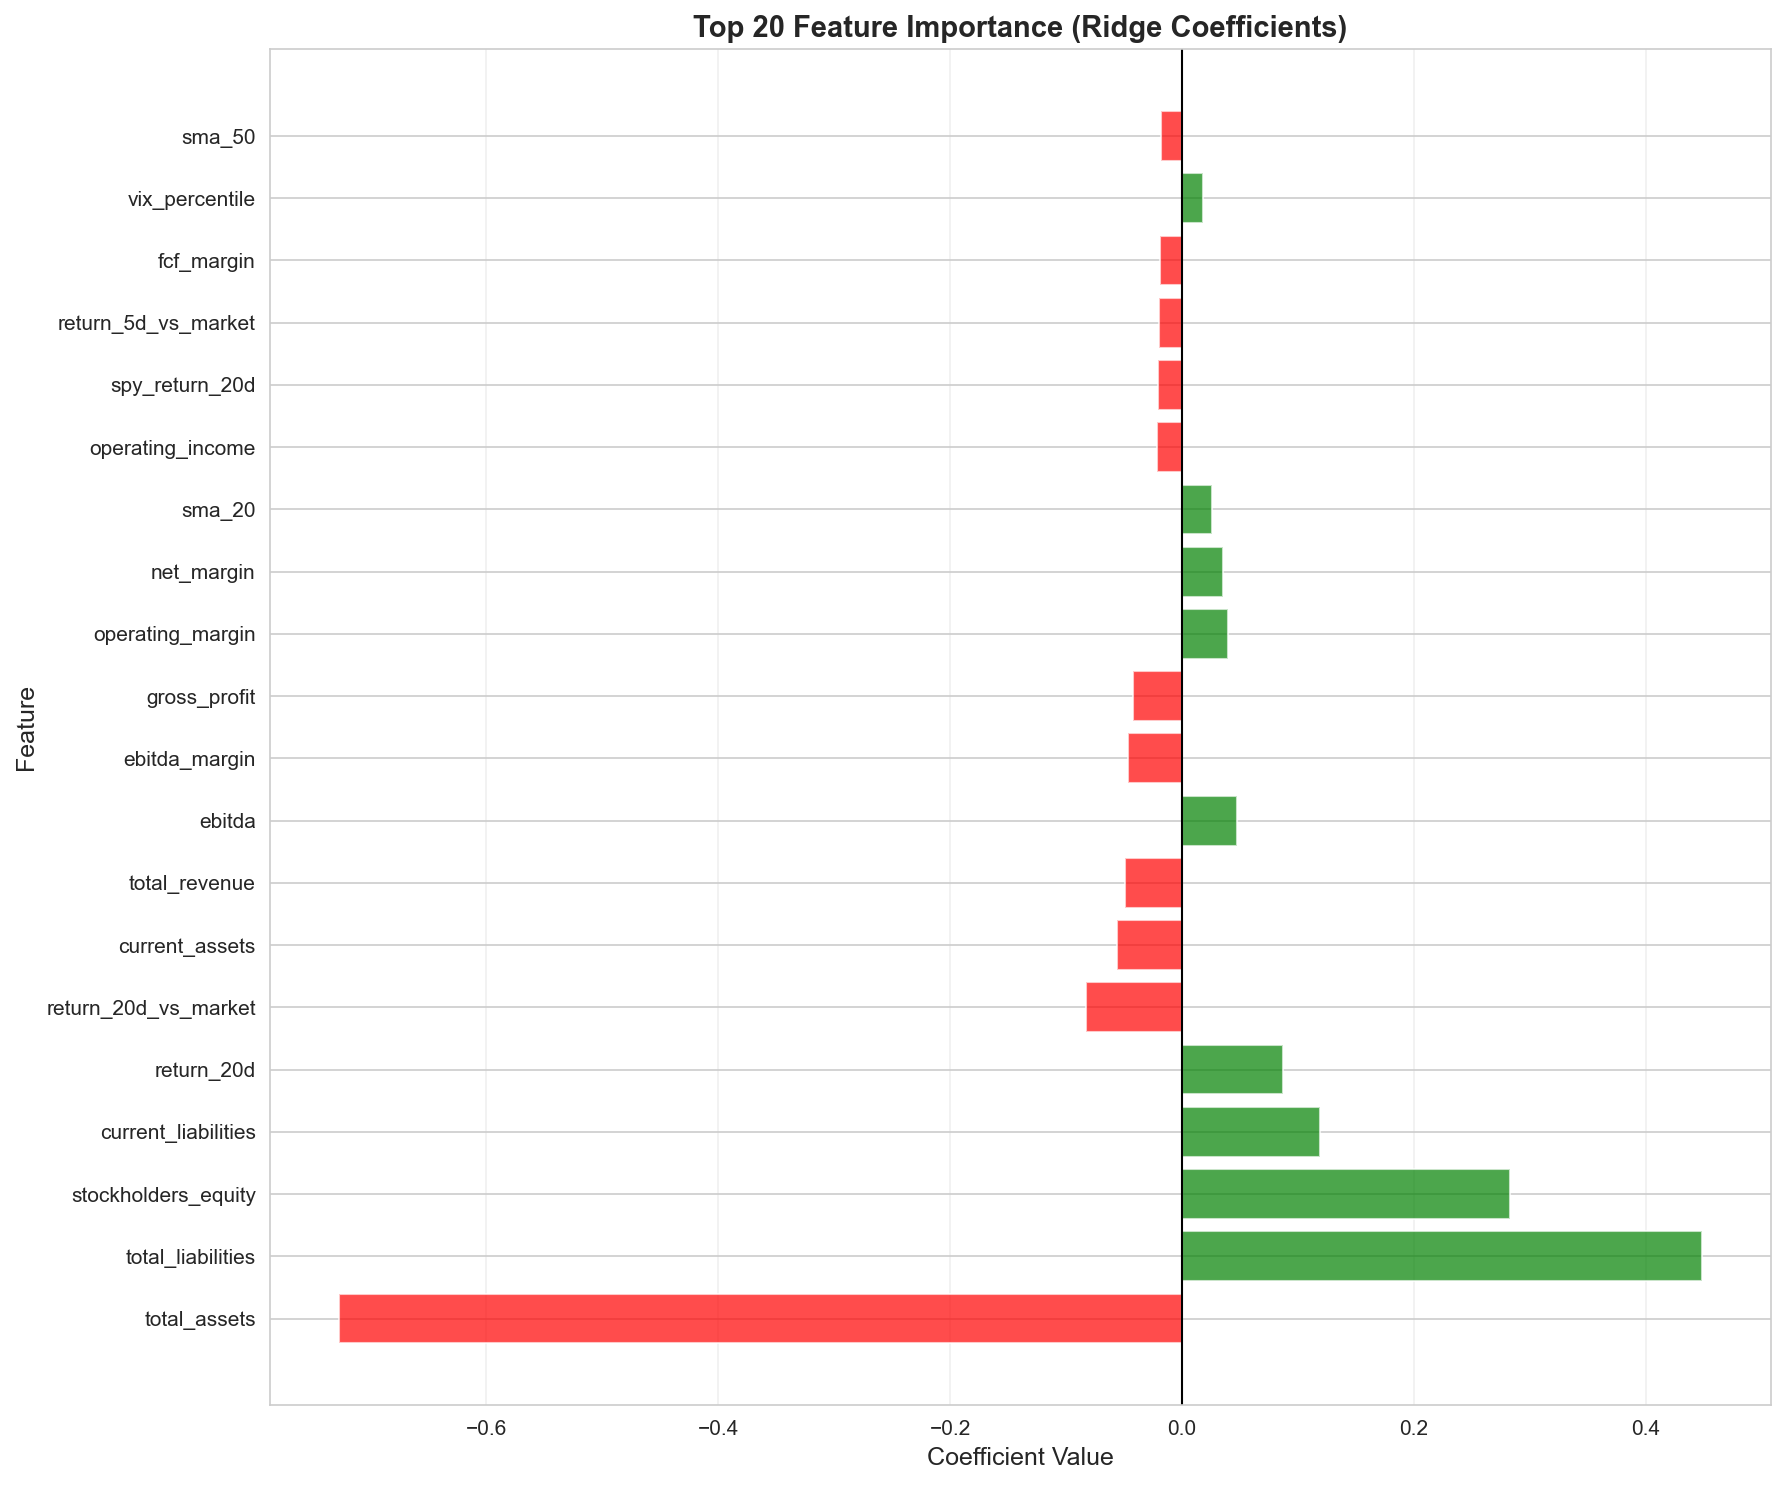 Top 20 Feature Importance (Ridge Coefficients)
sma_50
vix_percentile
fcf_margin
return_5d_vs_market
spy_return_20d
operating_income
sma_20
net_margin
operating_margin
gross_profit
ebitda_margin
ebitda
total_revenue
current_assets
return_20d_vs_market
return_20d
current_liabilities
stockholders_equity
total_liabilities
total_assets
Feature
−0.6 −0.4 −0.2 0.0 0.2 0.4
Coefficient Value